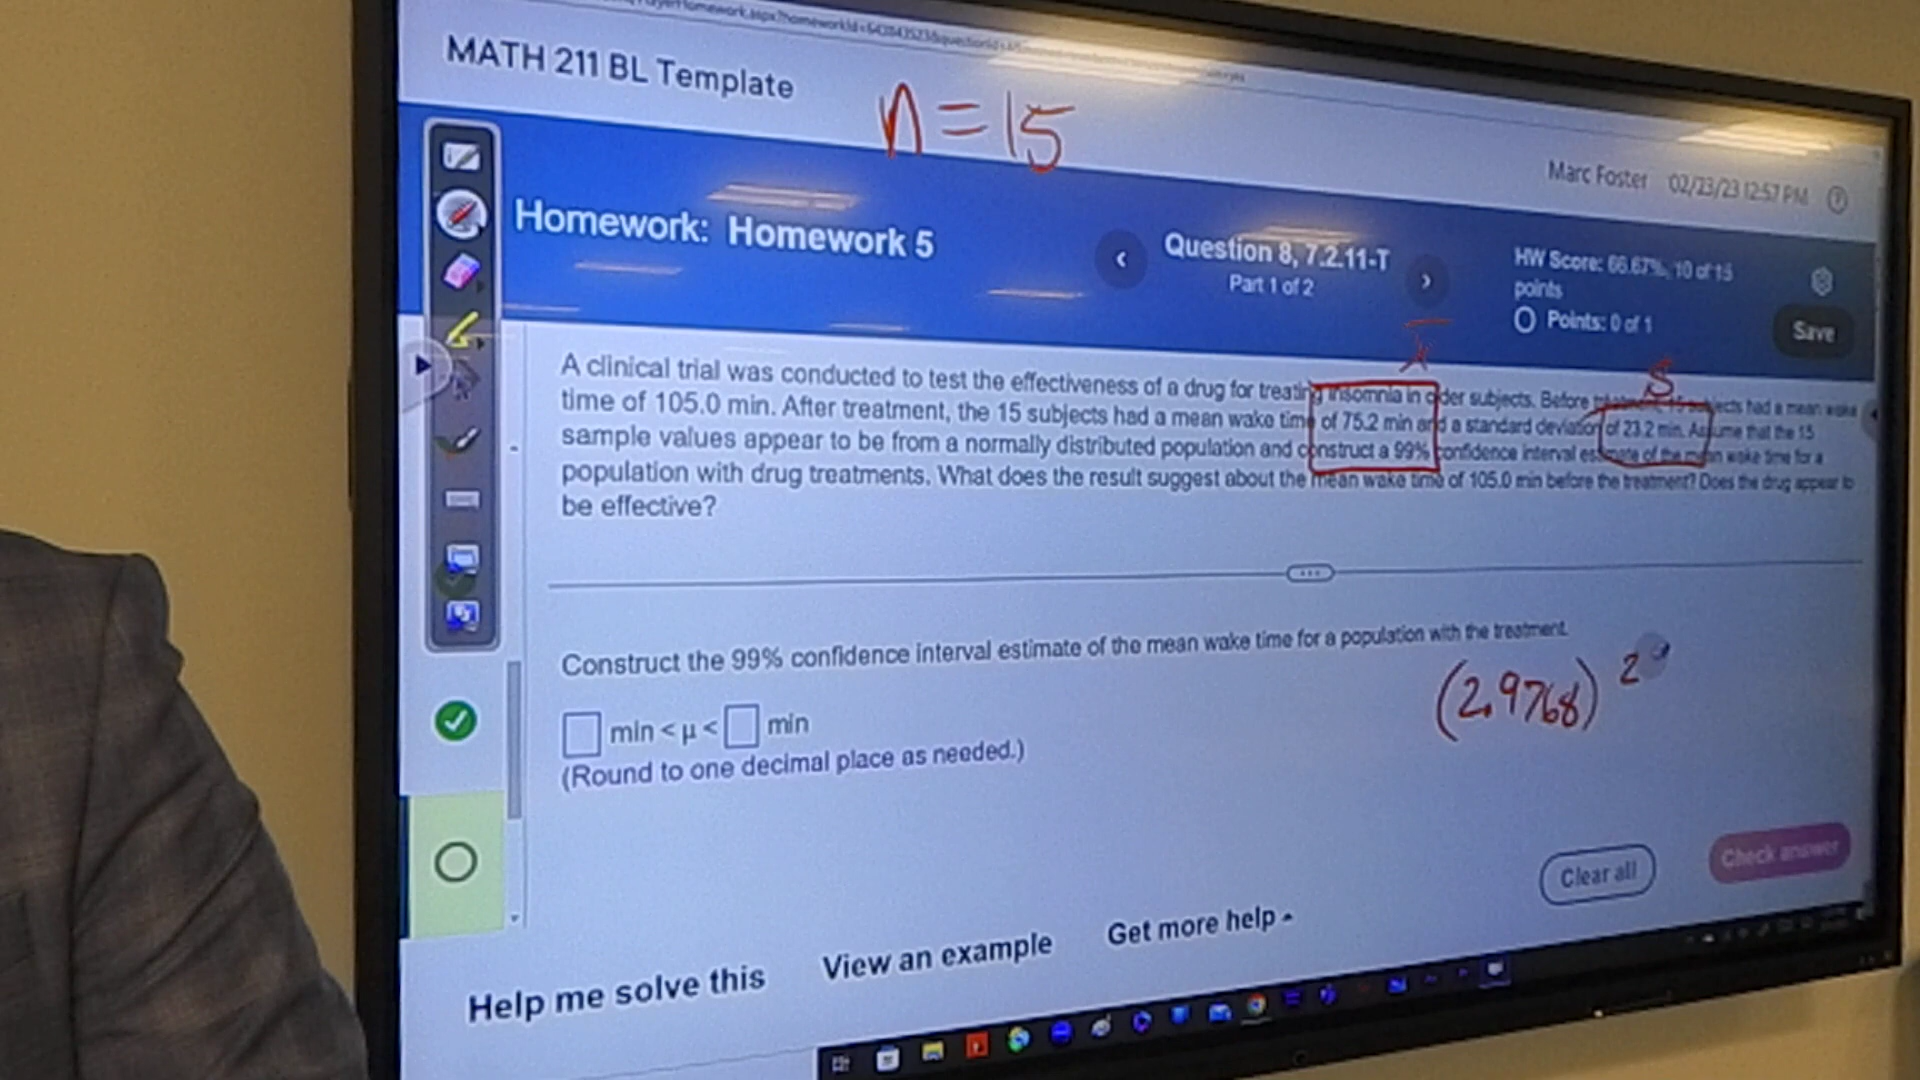 MATH 211 BL Template
n = 15
Marc Foster 02/23/23 12:57 PM
Homework: Homework 5
Question 8, 7.2.11-T
Part 1 of 2
HW Score: 66.67%, 10 of 15
points
Points: 0 of 1
Save
x̄
s
A clinical trial was conducted to test the effectiveness of a drug for treating insomnia in older subjects. Before treatment, 15 subjects had a mean wake
time of 105.0 min. After treatment, the 15 subjects had a mean wake time of 75.2 min and a standard deviation of 23.2 min. Assume that the 15
sample values appear to be from a normally distributed population and construct a 99% confidence interval estimate of the mean wake time for a
population with drug treatments. What does the result suggest about the mean wake time of 105.0 min before the treatment? Does the drug appear to
be effective?
Construct the 99% confidence interval estimate of the mean wake time for a population with the treatment.
(2.9768) 2
min < μ < min
(Round to one decimal place as needed.)
Clear all
Check answer
Help me solve this
View an example
Get more help